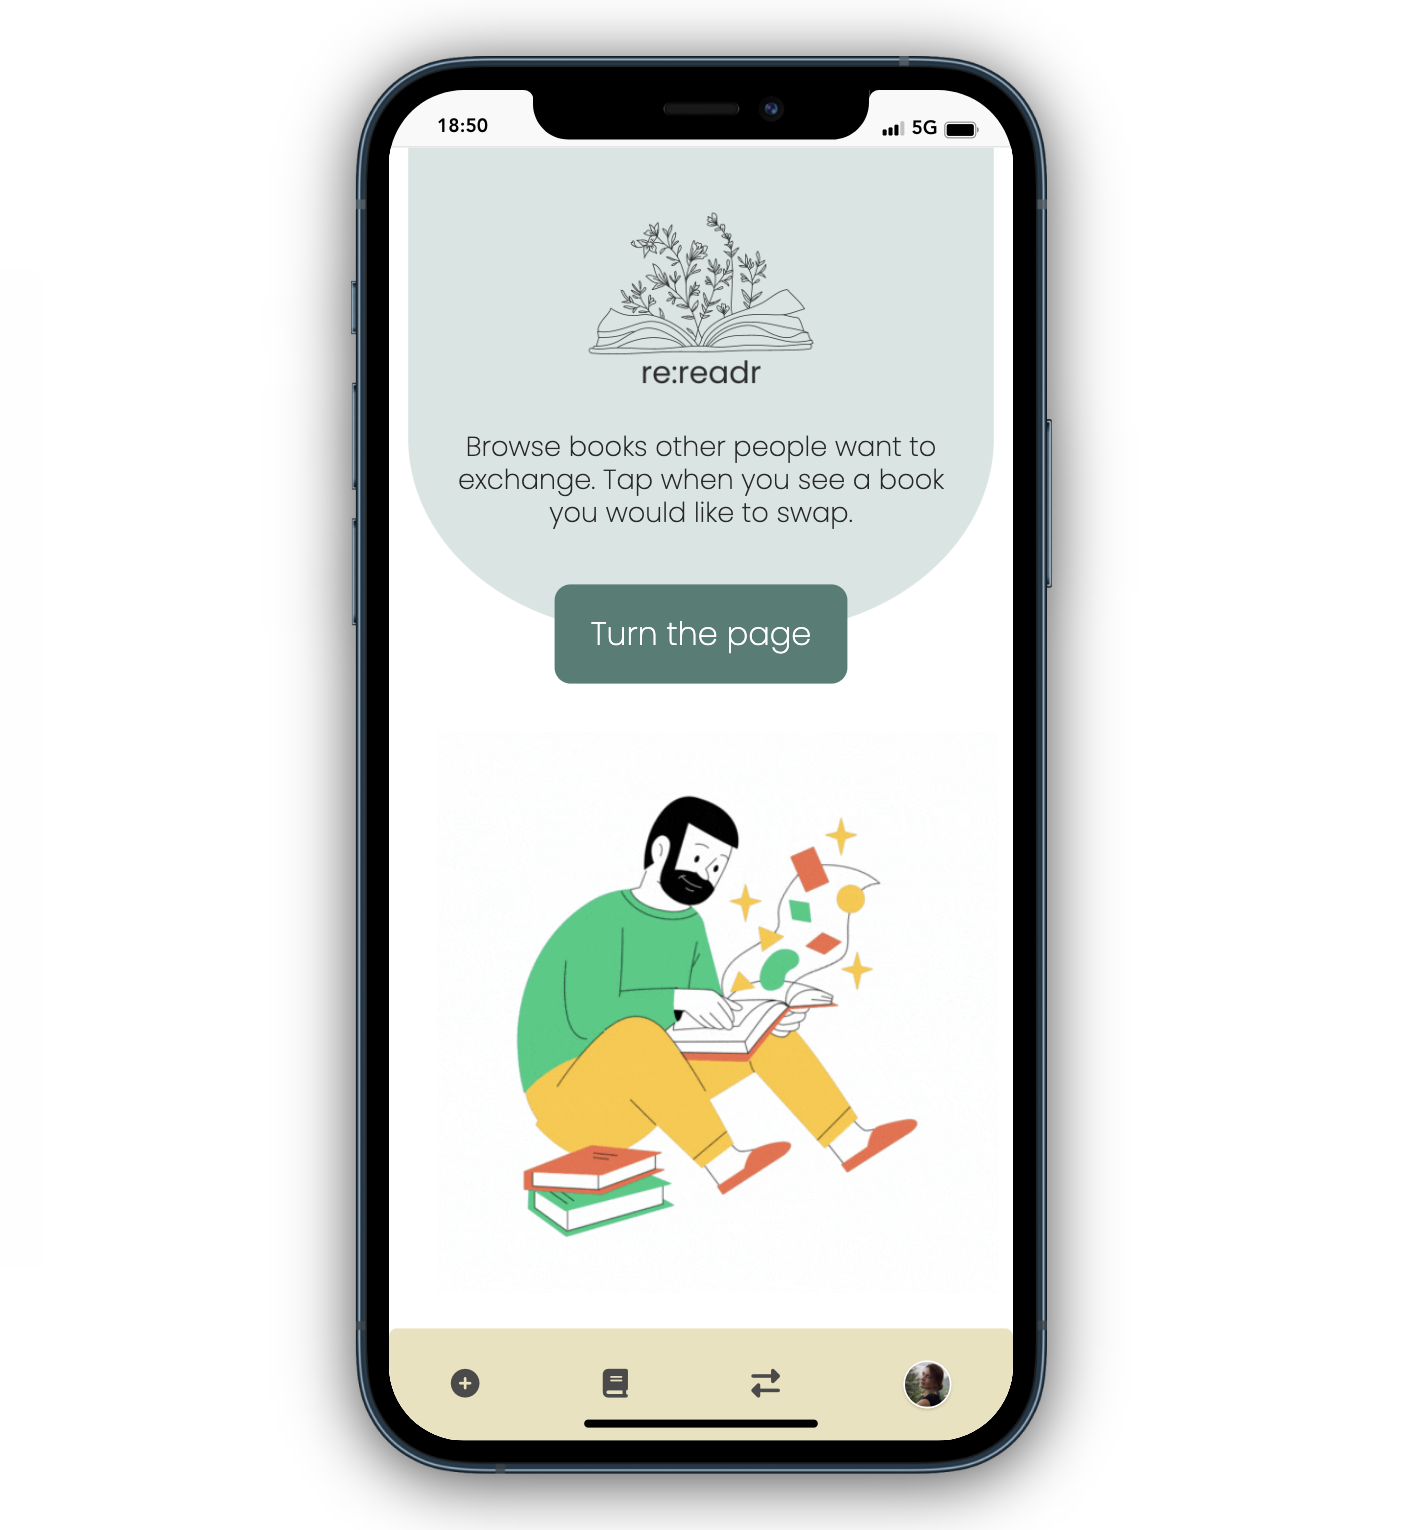 18:50
5G
re:readr
Browse books other people want to
exchange. Tap when you see a book
you would like to swap.
Turn the page